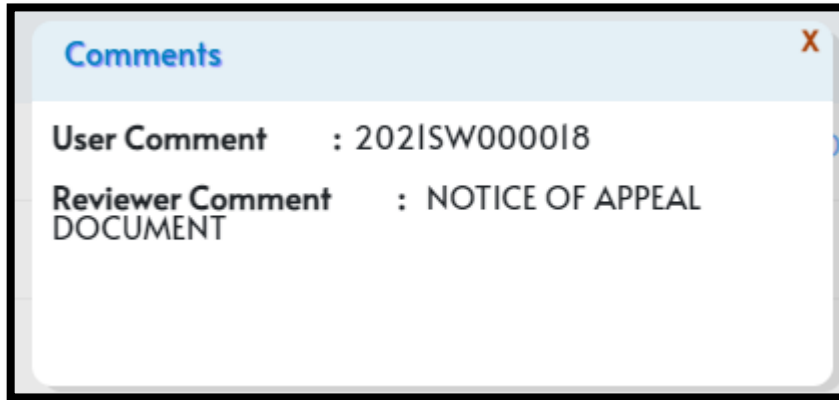 Comments
X
User Comment : 2021SW000018
Reviewer Comment : NOTICE OF APPEAL
DOCUMENT